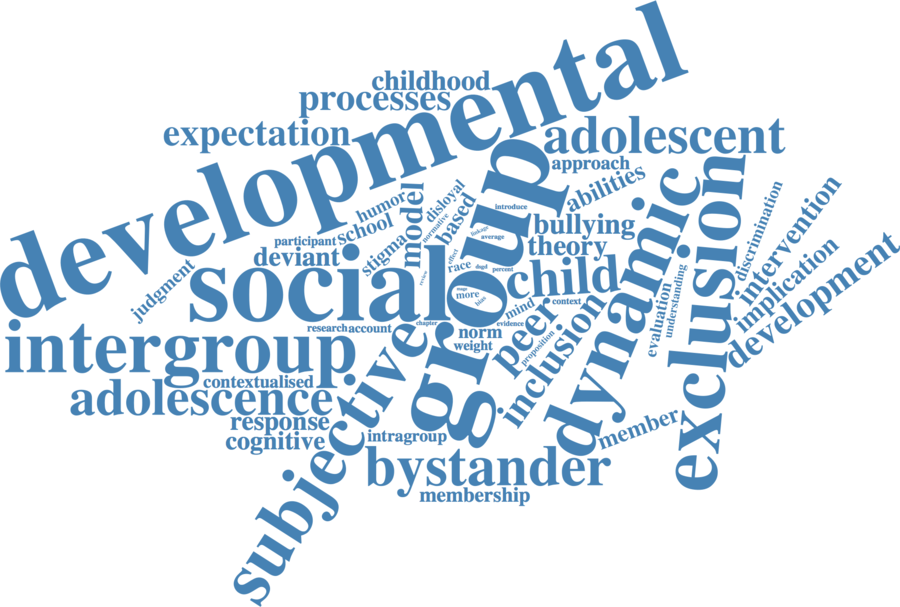 developmental
childhood
processes
expectation
adolescent
approach
abilities
humor
school
participant
deviant
stigma
model
disloyal
normative
based
introduce
linkage
average
group
bullying
theory
dynamic
exclusion
discrimination
intervention
implication
development
judgment
social
effect
race
dsgd
percent
child
more
review
chapter
research
account
norm
weight
evidence
mind
context
peer
proposition
inclusion
evaluation
understanding
intergroup
contextualised
adolescence
response
cognitive
subjective
intragroup
bystander
membership
member